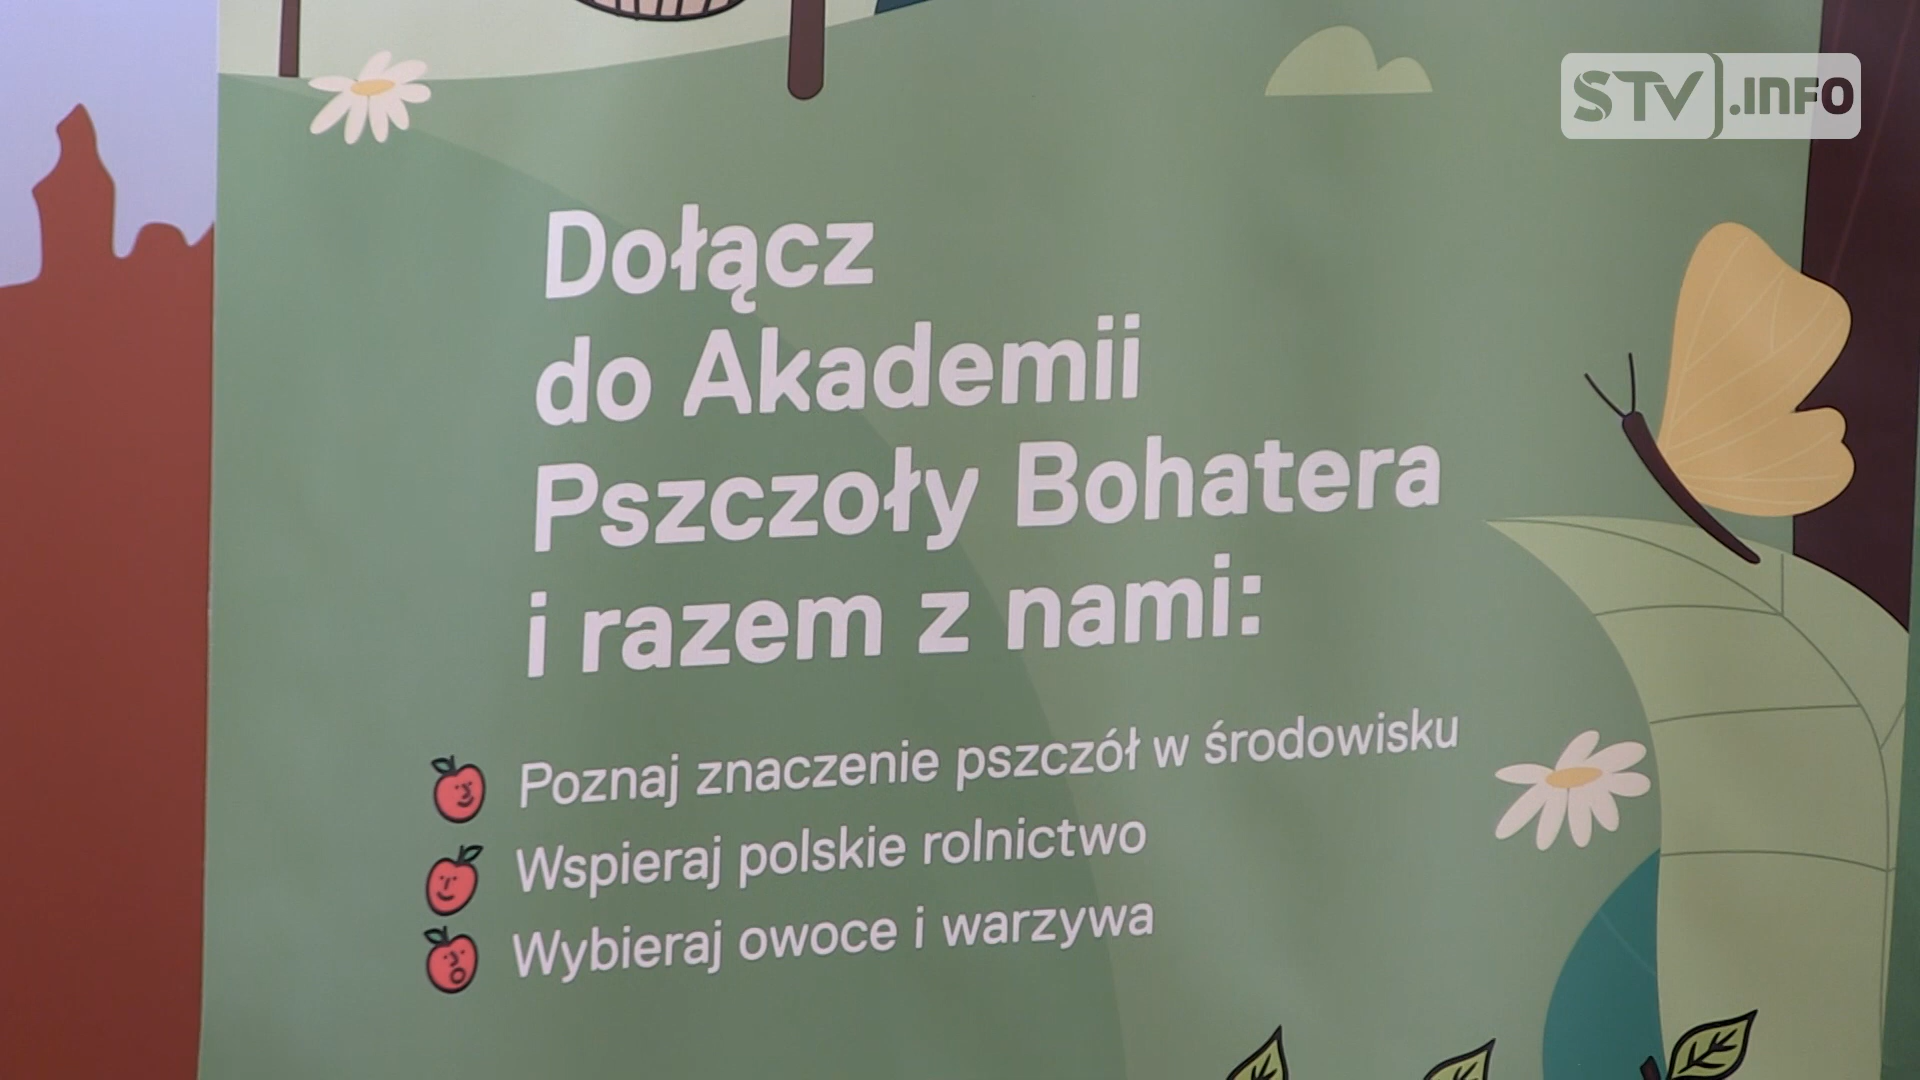 STV.INFO
Dołącz
do Akademii
Pszczoły Bohatera
i razem z nami:
Poznaj znaczenie pszczół w środowisku
Wspieraj polskie rolnictwo
Wybieraj owoce i warzywa